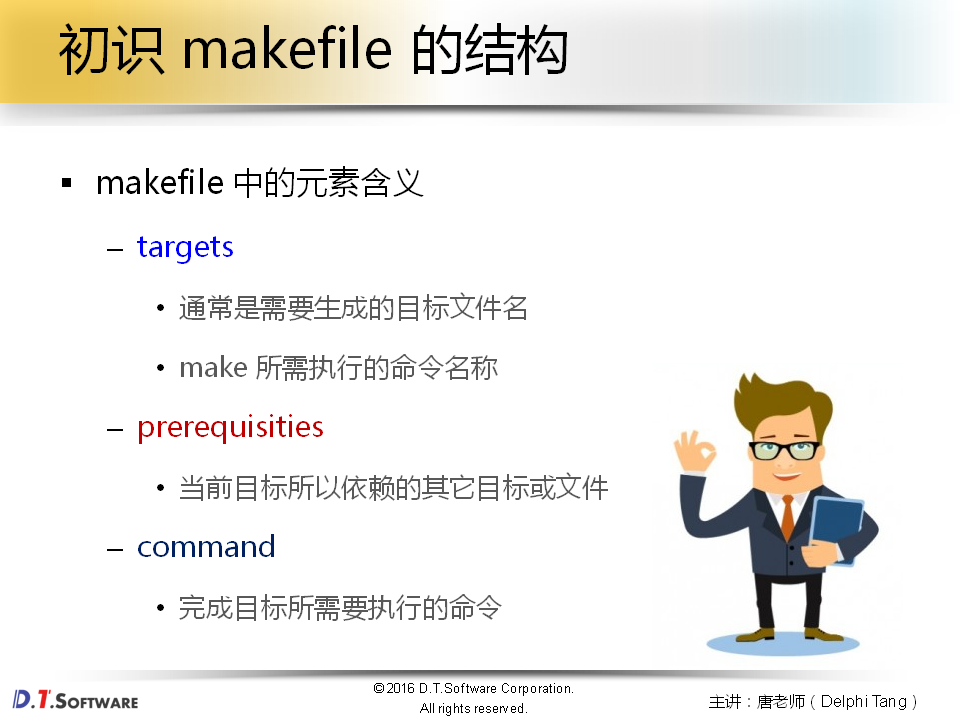 初识 makefile 的结构
▪ makefile 中的元素含义
– targets
• 通常是需要生成的目标文件名
• make 所需执行的命令名称
– prerequisities
• 当前目标所以依赖的其它目标或文件
– command
• 完成目标所需要执行的命令
D.T.SOFTWARE
©2016 D.T.Software Corporation.
All rights reserved.
主讲：唐老师（Delphi Tang）